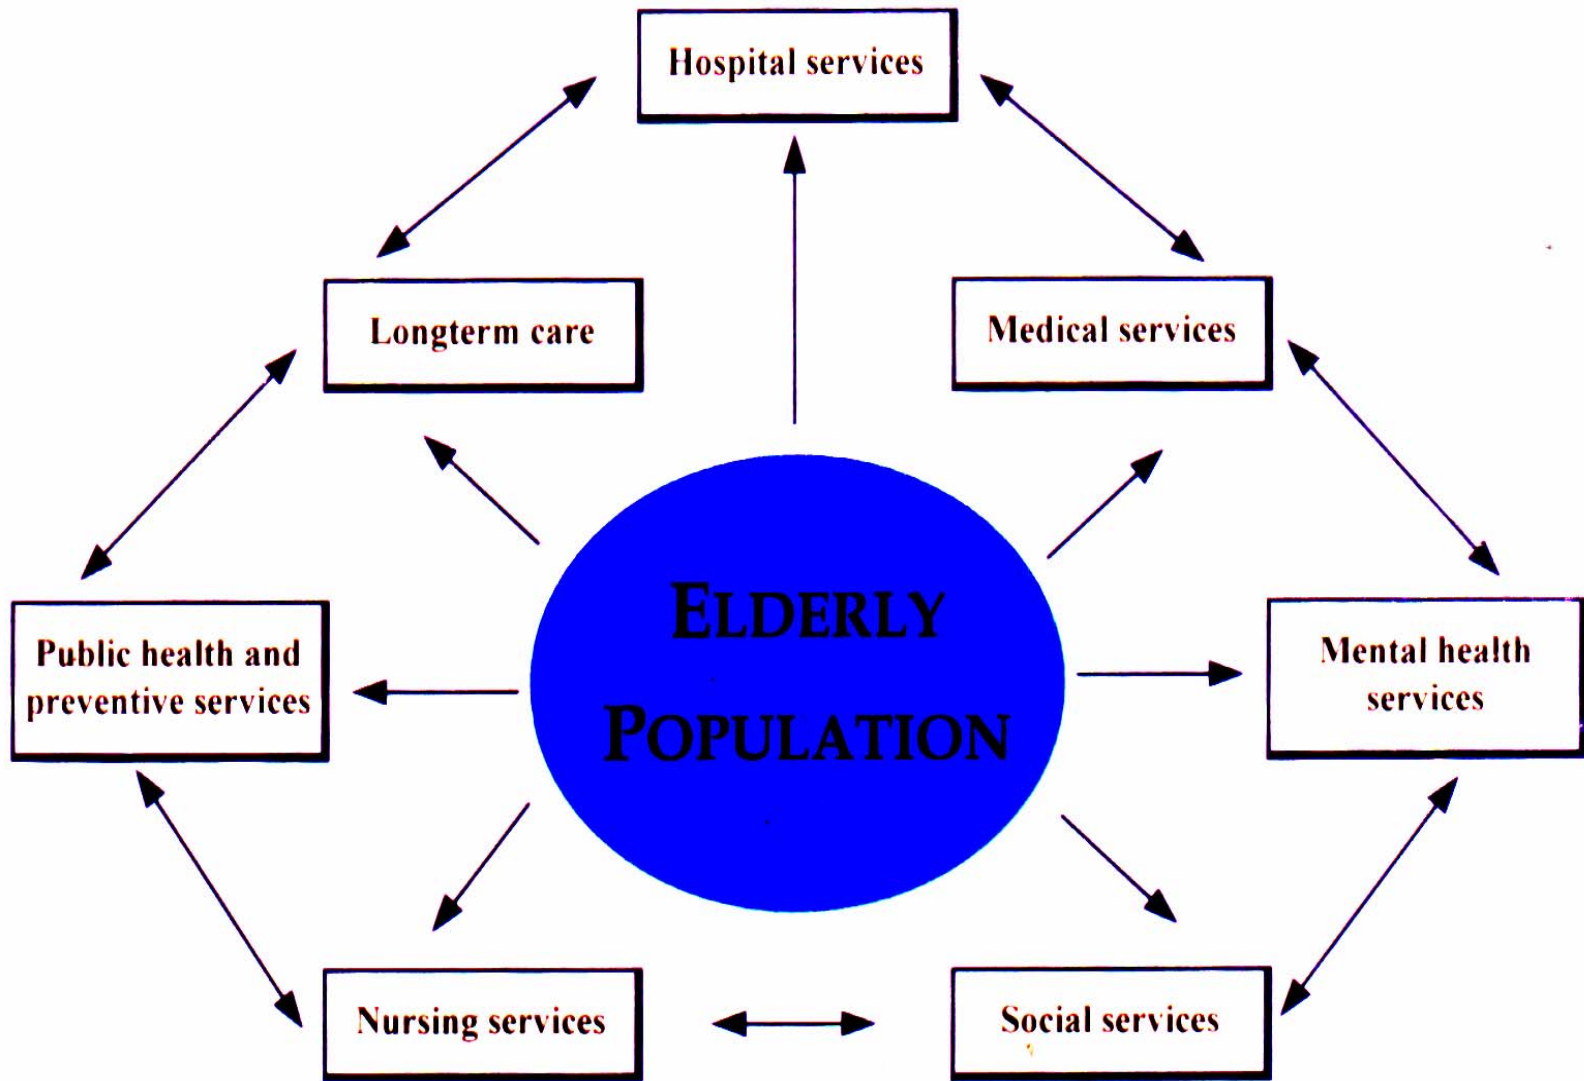 Hospital services
Longterm care
Medical services
ELDERLY
POPULATION
Public health and
preventive services
Mental health
services
Nursing services
Social services